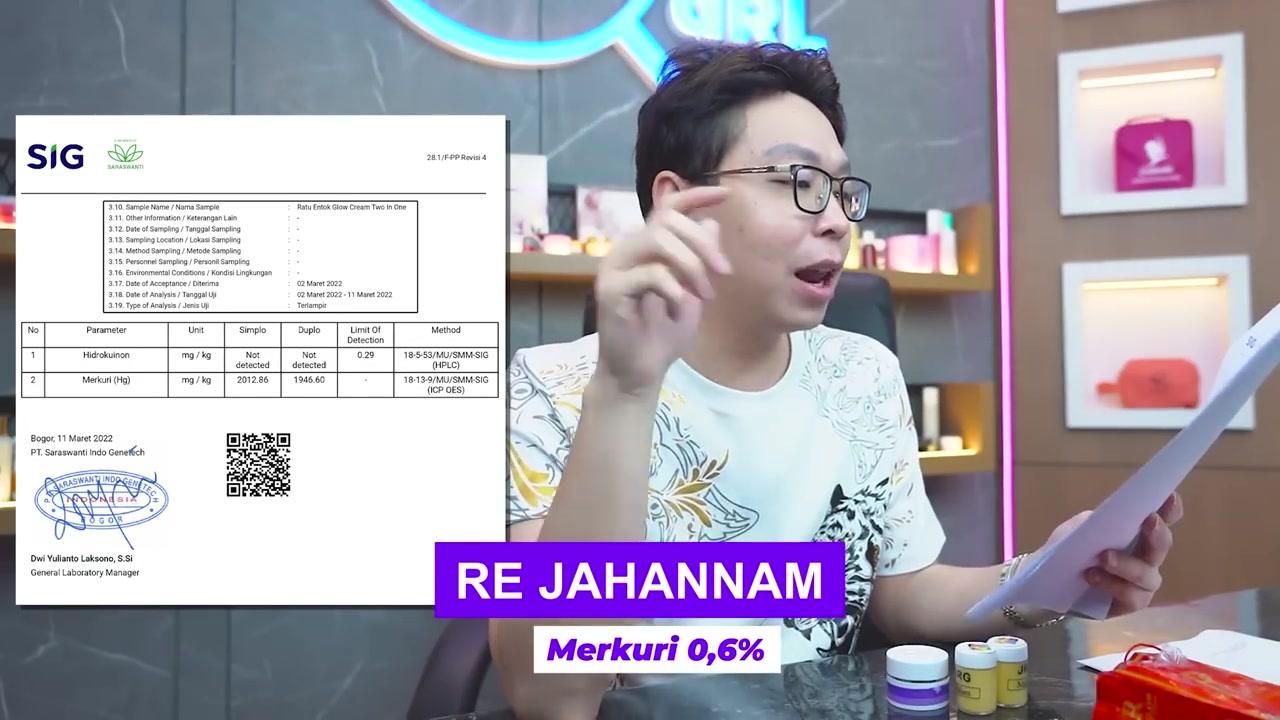 GRL
SIG
SARASWANTI
28.1/F-PP Revisi 4
3.10. Sample Name / Nama Sample : Ratu Entok Glow Cream Two In One
3.11. Other Information / Keterangan Lain : -
3.12. Date of Sampling / Tanggal Sampling : -
3.13. Sampling Location / Lokasi Sampling : -
3.14. Method Sampling / Metode Sampling : -
3.15. Personnel Sampling / Personil Sampling : -
3.16. Environmental Conditions / Kondisi Lingkungan : -
3.17. Date of Acceptance / Diterima : 02 Maret 2022
3.18. Date of Analysis / Tanggal Uji : 02 Maret 2022 - 11 Maret 2022
3.19. Type of Analysis / Jenis Uji : Terlampir
No Parameter Unit Simplo Duplo Limit Of Detection Method
1 Hidrokuinon mg / kg Not detected Not detected 0.29 18-5-53/MU/SMM-SIG (HPLC)
2 Merkuri (Hg) mg / kg 2012.86 1946.60 - 18-13-9/MU/SMM-SIG (ICP OES)
Bogor, 11 Maret 2022
PT. Saraswanti Indo Genetech
INDONESIA
BOGOR
Dwi Yulianto Laksono, S.Si
General Laboratory Manager
RE JAHANNAM
Merkuri 0,6%